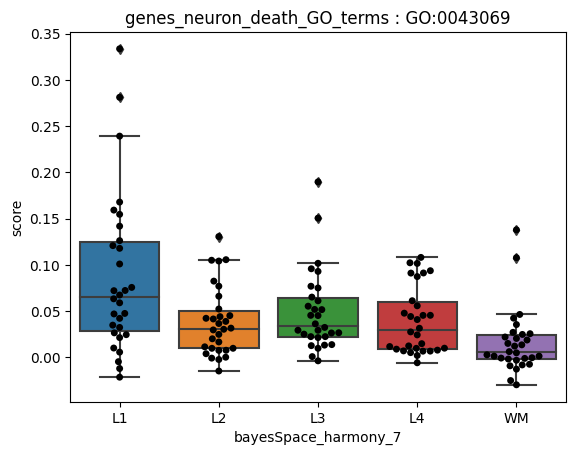 genes_neuron_death_GO_terms : GO:0043069
0.35
0.30
0.25
0.20
0.15
0.10
0.05
0.00
score
L1 L2 L3 L4 WM
bayesSpace_harmony_7